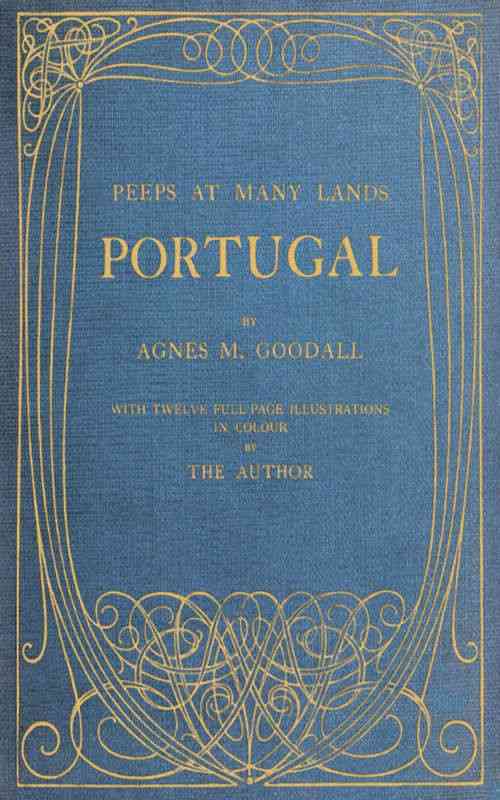 PEEPS AT MANY LANDS
PORTUGAL
BY
AGNES M. GOODALL
WITH TWELVE FULL PAGE ILLUSTRATIONS
IN COLOUR
BY
THE AUTHOR